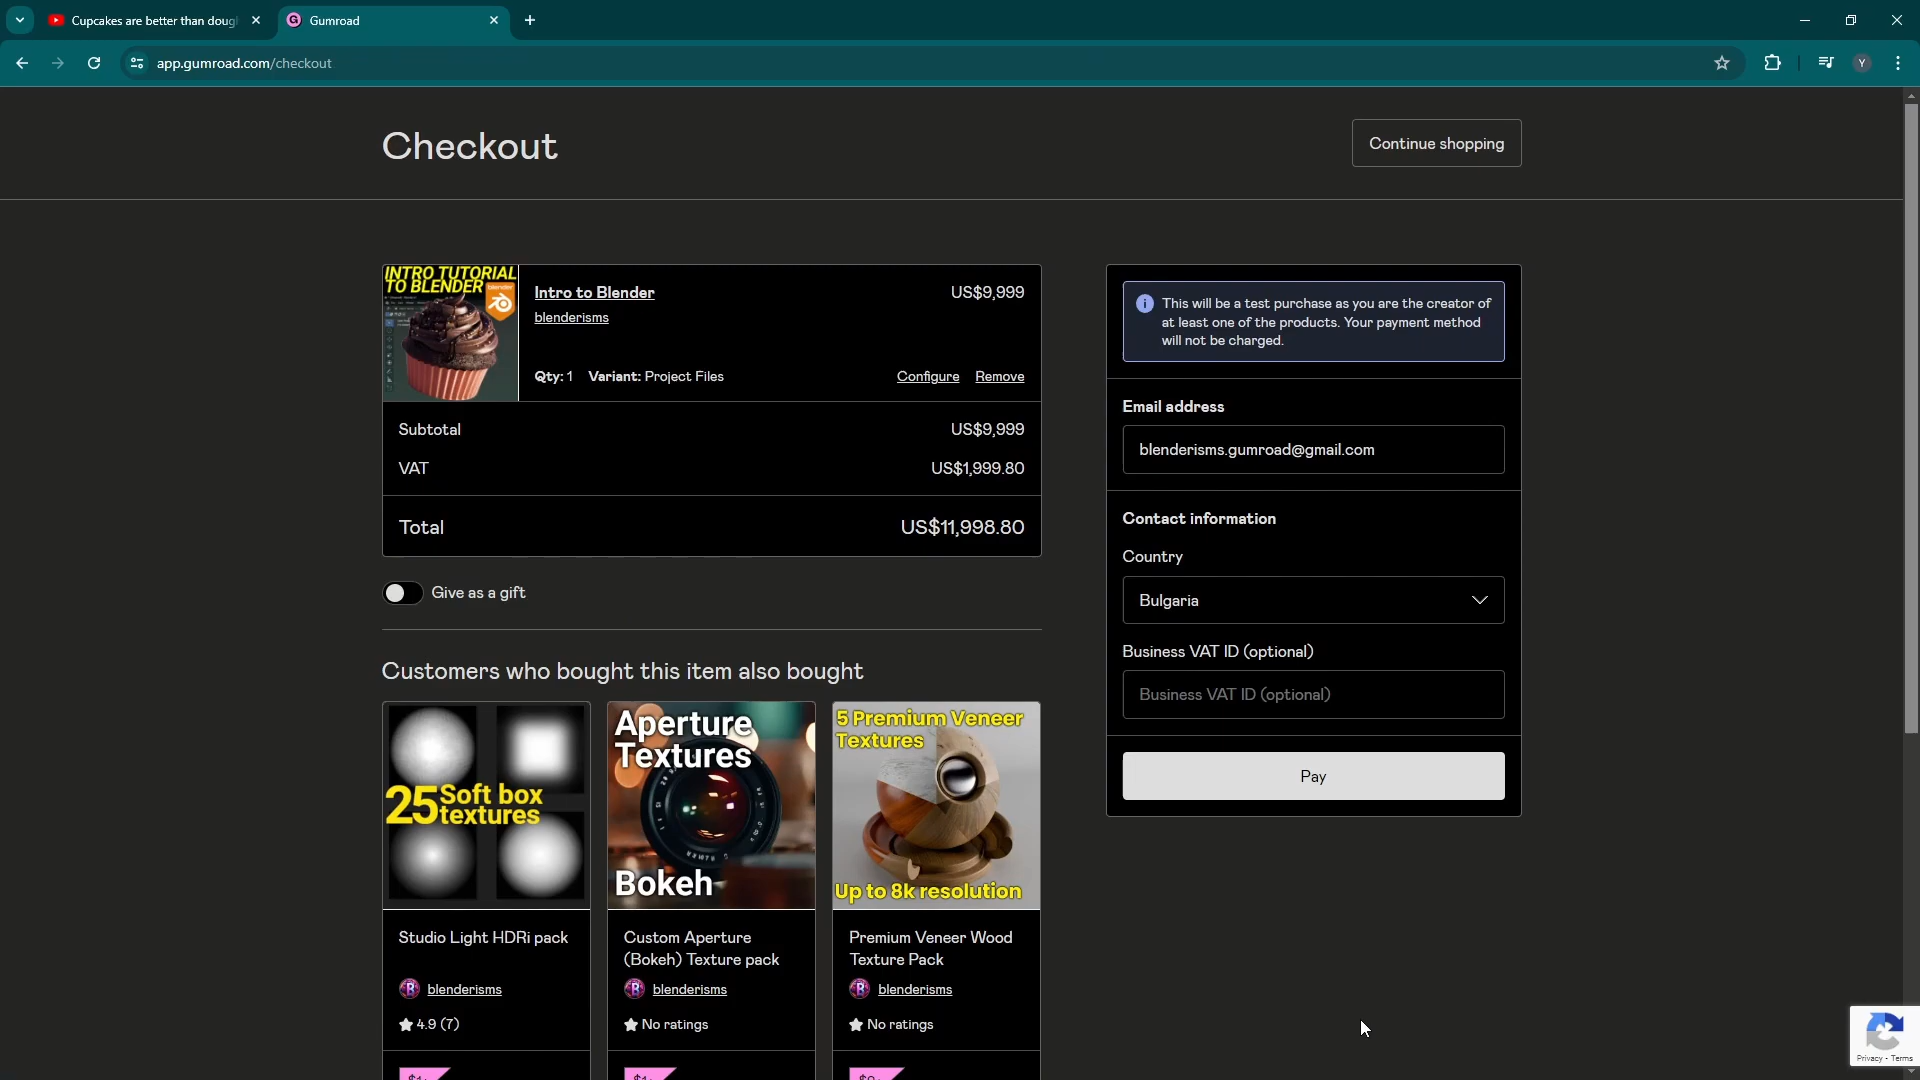 Cupcakes are better than doug
Gumroad
app.gumroad.com/checkout
Y
Checkout
Continue shopping
INTRO TUTORIAL
TO BLENDER
blender
Intro to Blender
US$9,999
blenderisms
Qty: 1 Variant: Project Files
Configure Remove
Subtotal
US$9,999
VAT
US$1,999.80
Total
US$11,998.80
Give as a gift
Customers who bought this item also bought
25 Soft box
textures
Aperture
Textures
Bokeh
5 Premium Veneer
Textures
Up to 8k resolution
Studio Light HDRi pack
blenderisms
4.9 (7)
Custom Aperture
(Bokeh) Texture pack
blenderisms
No ratings
Premium Veneer Wood
Texture Pack
blenderisms
No ratings
This will be a test purchase as you are the creator of
at least one of the products. Your payment method
will not be charged.
Email address
blenderisms.gumroad@gmail.com
Contact information
Country
Bulgaria
Business VAT ID (optional)
Business VAT ID (optional)
Pay
Privacy - Terms